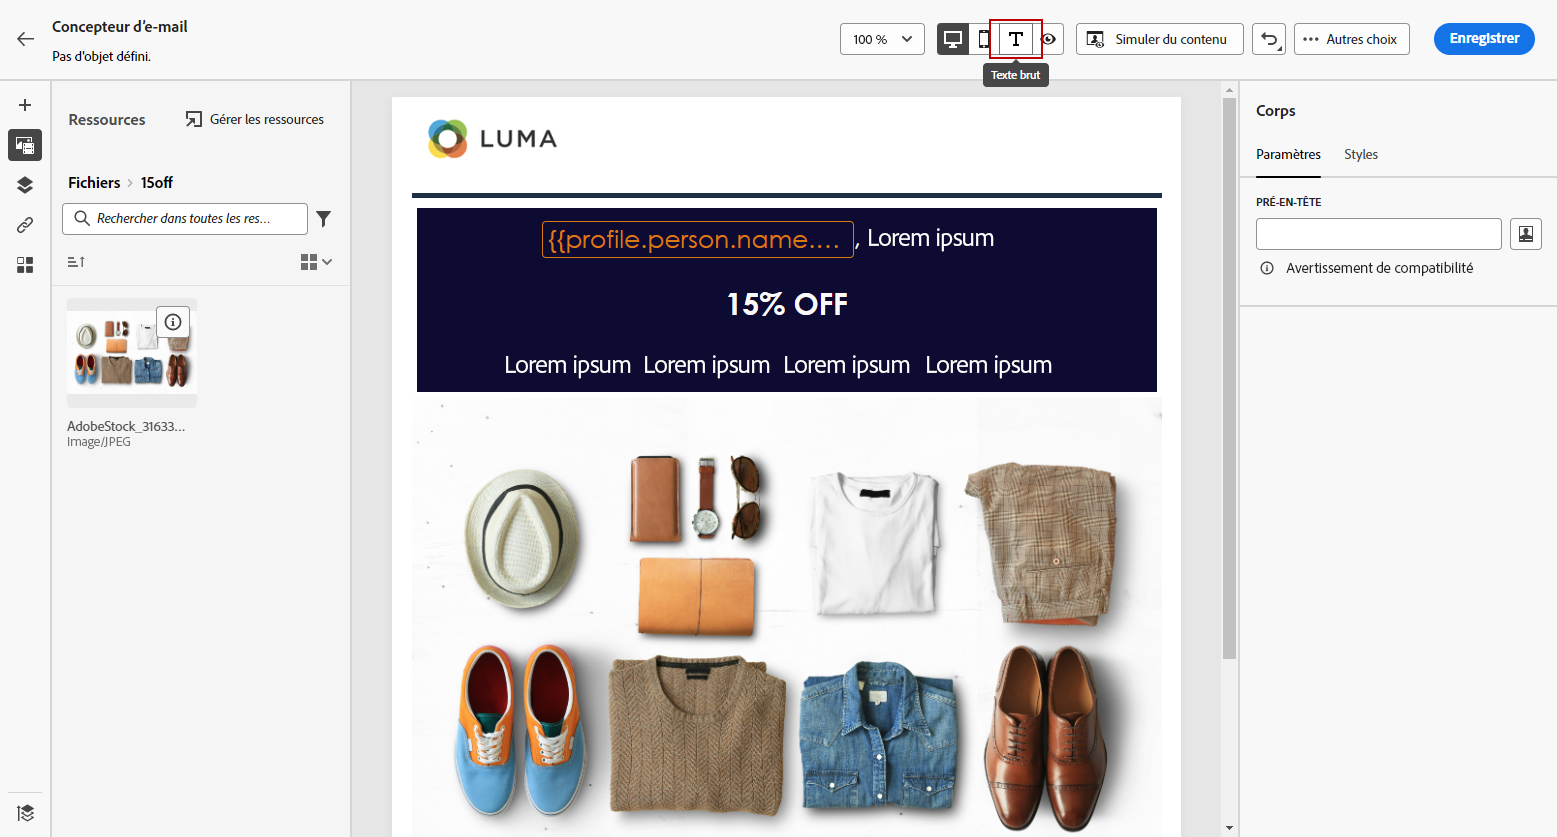 Concepteur d'e-mail
Pas d'objet défini.
100 %
Simuler du contenu
Autres choix
Enregistrer
Texte brut
Ressources
Gérer les ressources
Fichiers > 15off
Rechercher dans toutes les res...
AdobeStock_31633...
Image/JPEG
LUMA
{{profile.person.name.... , Lorem ipsum
15% OFF
Lorem ipsum Lorem ipsum Lorem ipsum Lorem ipsum
Corps
Paramètres Styles
PRÉ-EN-TÊTE
Avertissement de compatibilité